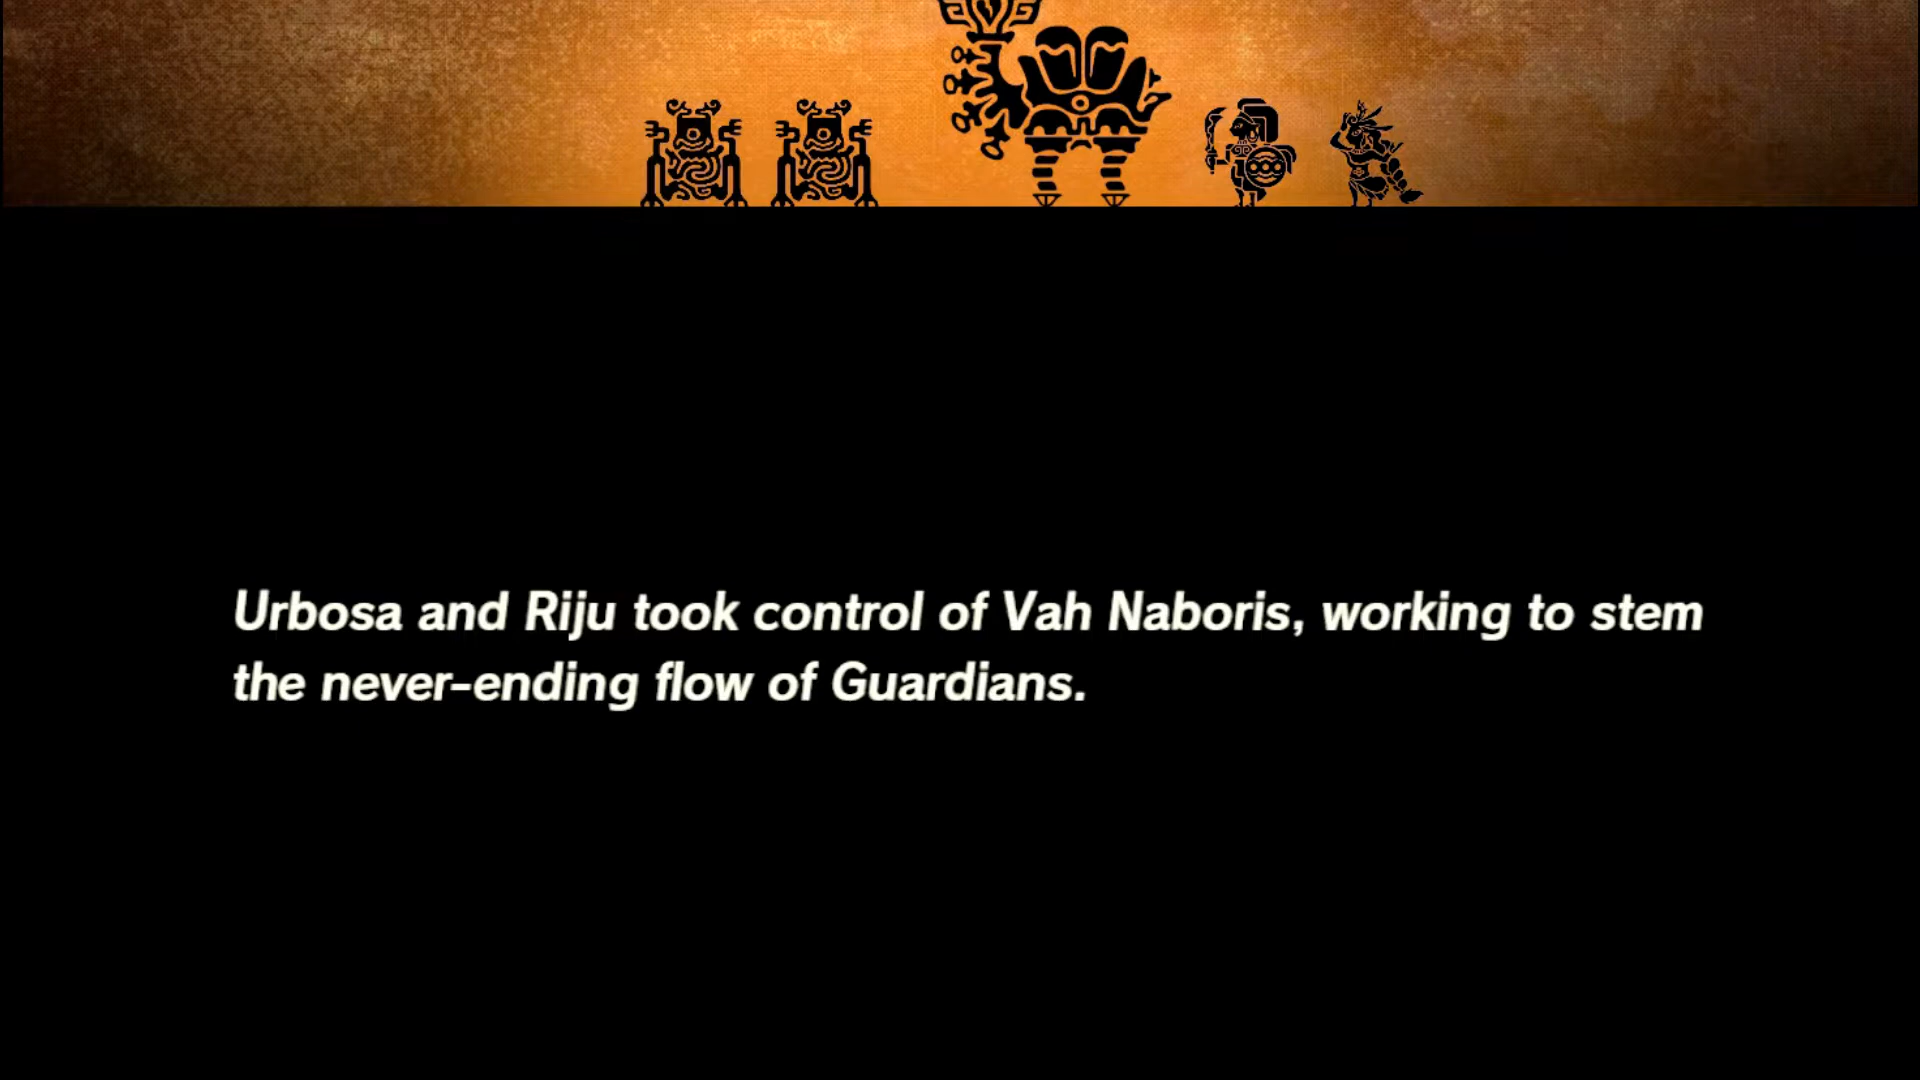 Urbosa and Riju took control of Vah Naboris, working to stem
the never-ending flow of Guardians.